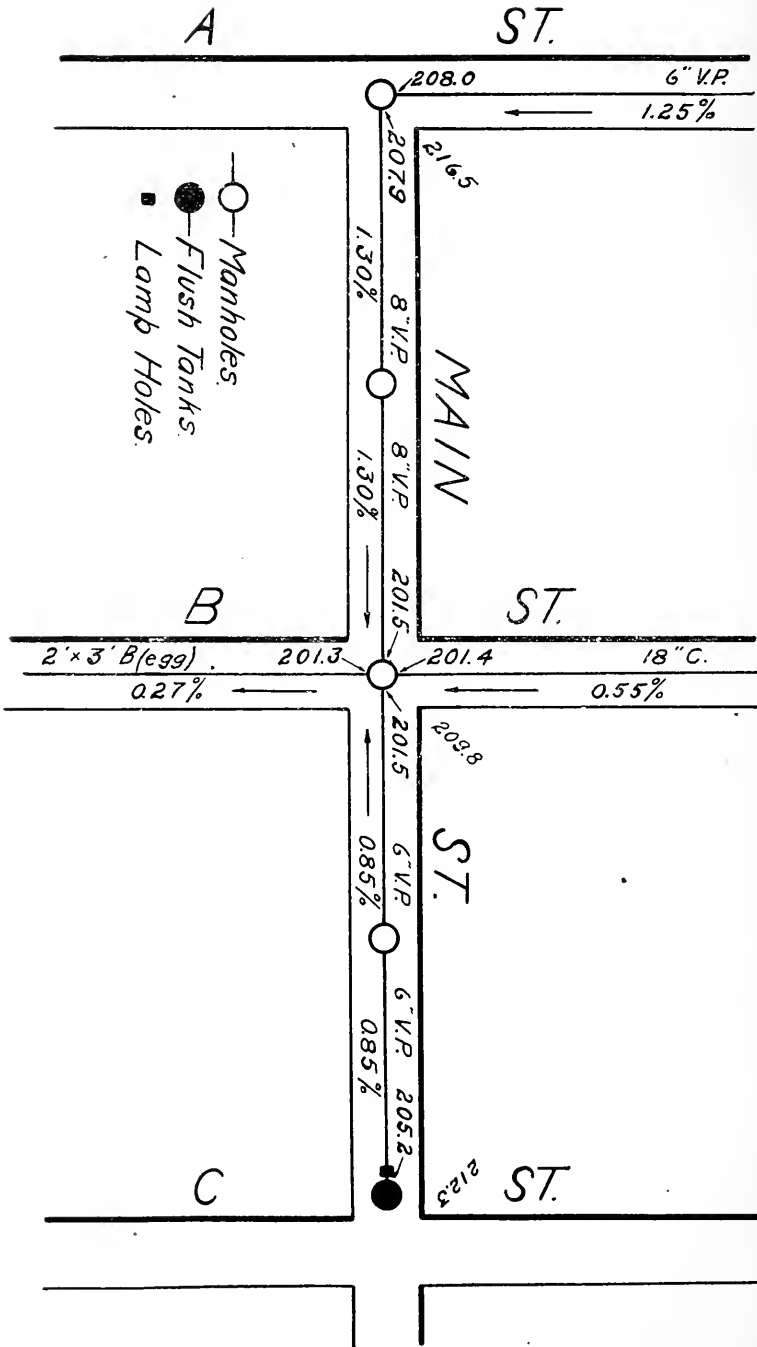 A ST.
208.0 6" V.P.
1.25%
216.5
207.9
1.30% 8" V.P.
MAIN
Manholes.
Flush Tanks.
Lamp Holes.
1.30% 8" V.P.
201.5
B ST.
2' × 3' B(egg). 201.3 201.4 18" C.
0.27% 0.55%
209.8
201.5
ST.
0.85% 6" V.P.
0.85% 6" V.P. 205.2
212.3
C ST.